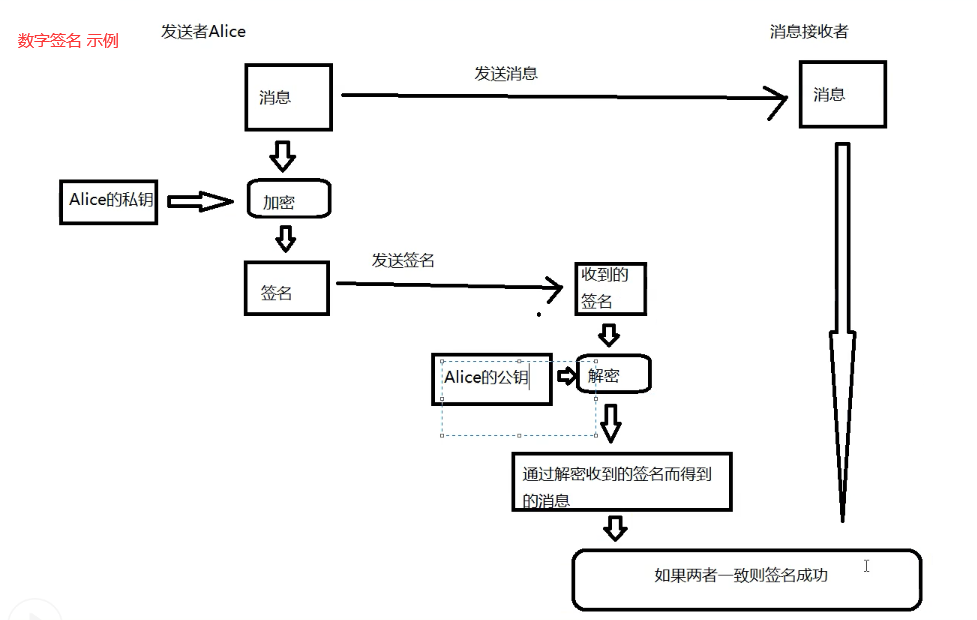 数字签名 示例
发送者Alice
消息接收者
发送消息
消息
消息
Alice的私钥
加密
发送签名
签名
收到的
签名
Alice的公钥
解密
通过解密收到的签名而得到
的消息
如果两者一致则签名成功